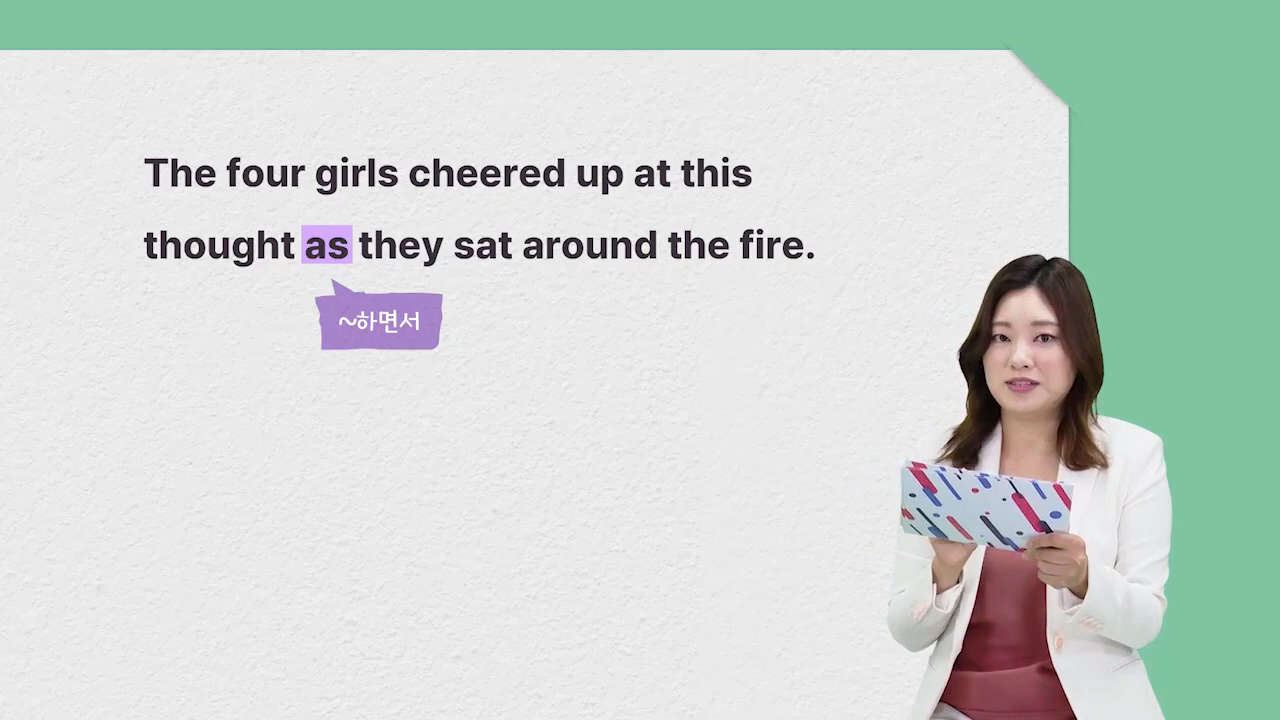 The four girls cheered up at this
thought as they sat around the fire.
~하면서